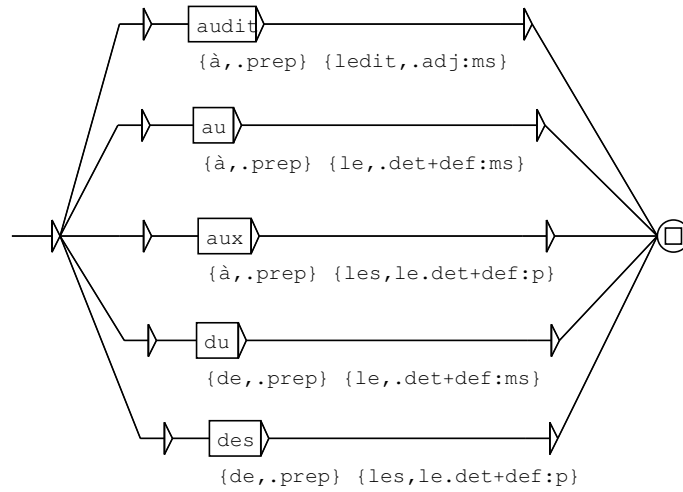 audit
{à,.prep} {ledit,.adj:ms}
au
{à,.prep} {le,.det+def:ms}
aux
{à,.prep} {les,le.det+def:p}
du
{de,.prep} {le,.det+def:ms}
des
{de,.prep} {les,le.det+def:p}